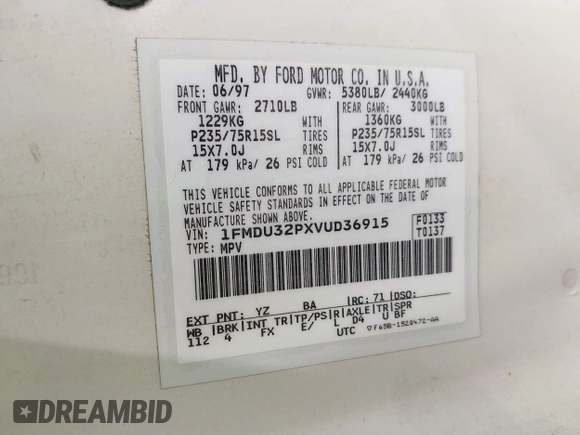 MFD. BY FORD MOTOR CO. IN U.S.A.
DATE: 06/97 GVWR: 5380LB/ 2440KG
FRONT GAWR: 2710LB REAR GAWR: 3000LB
1229KG WITH 1360KG WITH
P235/75R15SL TIRES P235/75R15SL TIRES
15X7.0J RIMS 15X7.0J RIMS
AT 179 kPa/ 26 PSI COLD AT 179 kPa/ 26 PSI COLD
THIS VEHICLE CONFORMS TO ALL APPLICABLE FEDERAL MOTOR
VEHICLE SAFETY STANDARDS IN EFFECT ON THE DATE OF
MANUFACTURE SHOWN ABOVE.
VIN: 1FMDU32PXVUD36915 F0133
TYPE: MPV T0137
EXT PNT: YZ BA RC: 71 DSO:
WB BRK INT TR TP/PS R AXLE TR SPR
112 4 FX E/ L D4 U BF
UTC ▽F65B-1520472-AA
DREAMBID